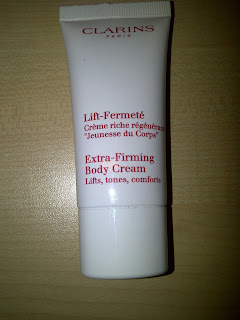 CLARINS
PARIS
Lift-Fermeté
Crème riche régénérante
"Jeunesse du Corps"
Extra-Firming
Body Cream
Lifts, tones, comforts